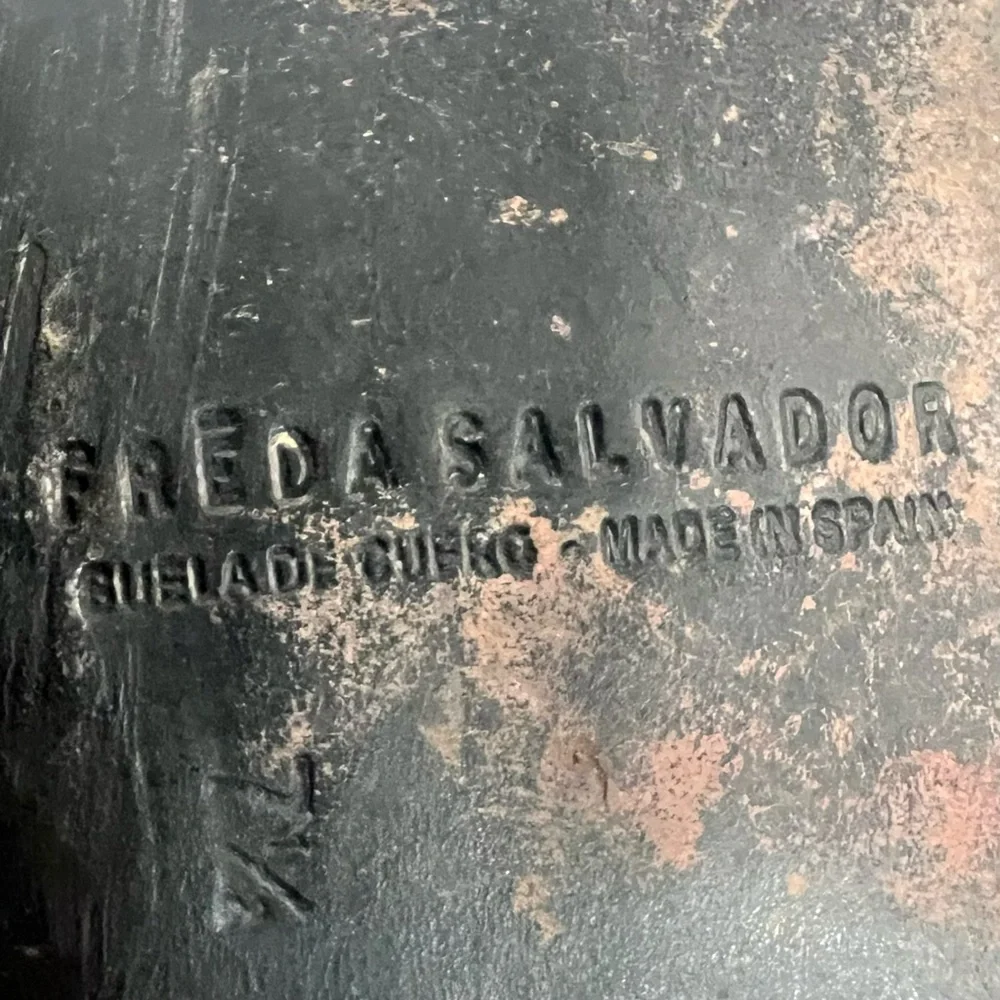 FREDA SALVADOR
SUELA DE CUERO • MADE IN SPAIN